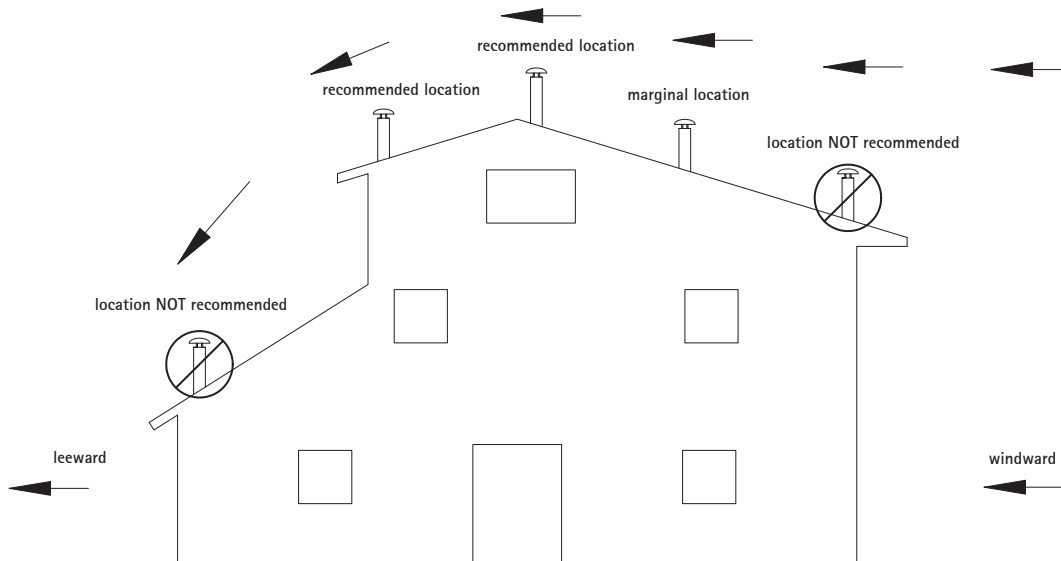 recommended location
recommended location
marginal location
location NOT recommended
location NOT recommended
leeward
windward